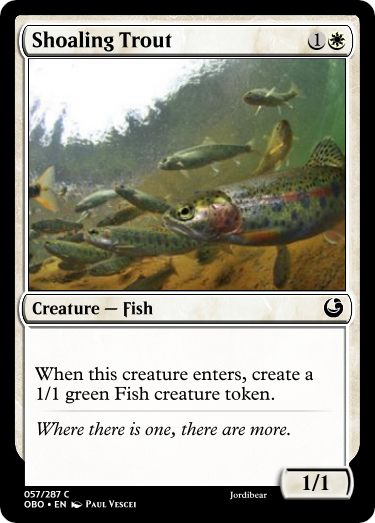 Shoaling Trout 1
Creature — Fish
When this creature enters, create a
1/1 green Fish creature token.
Where there is one, there are more.
1/1
057/287 C
OBO • EN Paul Vescei
Jordibear